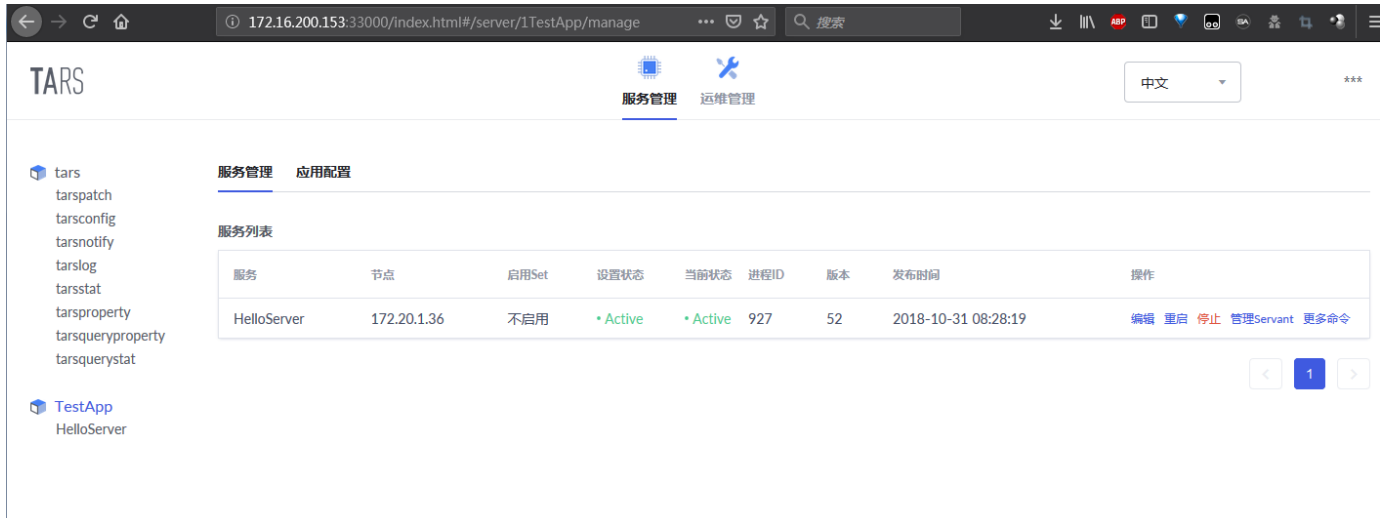 172.16.200.153:33000/index.html#/server/1TestApp/manage
搜索
ABP
TARS
服务管理
运维管理
中文
***
tars
tarspatch
tarsconfig
tarsnotify
tarslog
tarsstat
tarsproperty
tarsqueryproperty
tarsquerystat
TestApp
HelloServer
服务管理 应用配置
服务列表
服务 节点 启用Set 设置状态 当前状态 进程ID 版本 发布时间 操作
HelloServer 172.20.1.36 不启用 • Active • Active 927 52 2018-10-31 08:28:19 编辑 重启 停止 管理Servant 更多命令
< 1 >